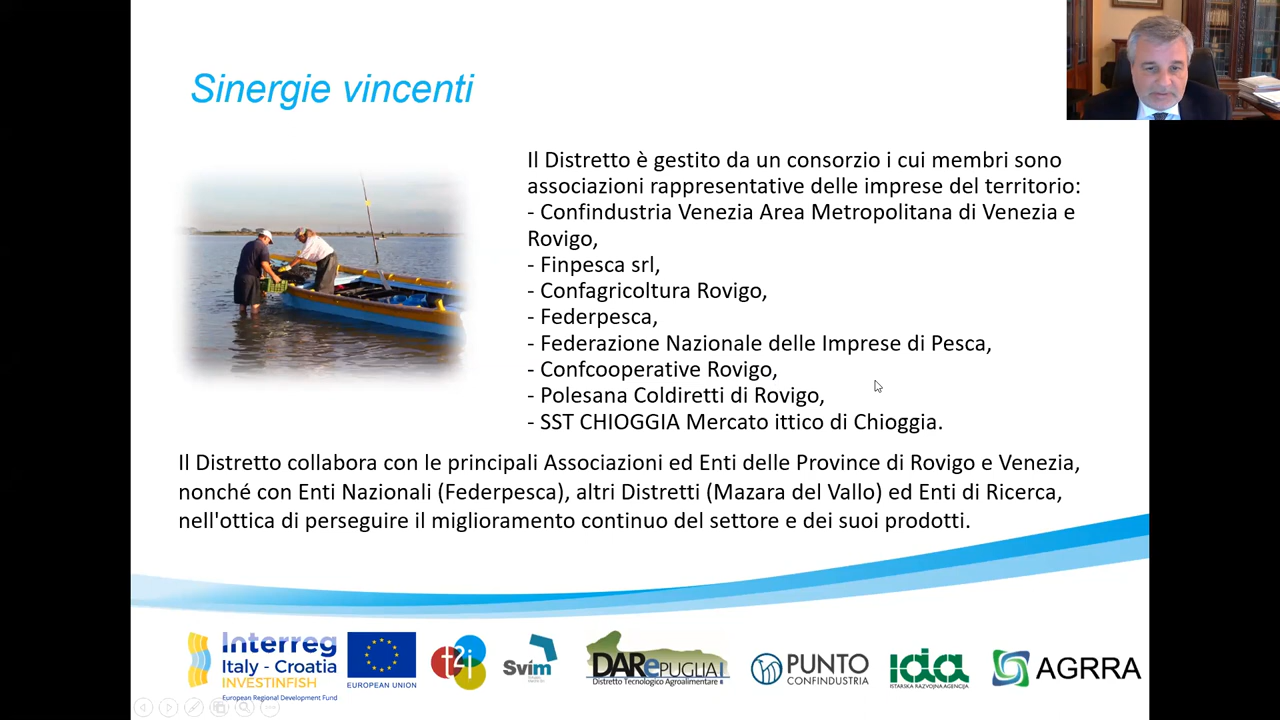 Sinergie vincenti
Il Distretto è gestito da un consorzio i cui membri sono
associazioni rappresentative delle imprese del territorio:
- Confindustria Venezia Area Metropolitana di Venezia e
Rovigo,
- Finpesca srl,
- Confagricoltura Rovigo,
- Federpesca,
- Federazione Nazionale delle Imprese di Pesca,
- Confcooperative Rovigo,
- Polesana Coldiretti di Rovigo,
- SST CHIOGGIA Mercato ittico di Chioggia.
Il Distretto collabora con le principali Associazioni ed Enti delle Province di Rovigo e Venezia,
nonché con Enti Nazionali (Federpesca), altri Distretti (Mazara del Vallo) ed Enti di Ricerca,
nell'ottica di perseguire il miglioramento continuo del settore e dei suoi prodotti.
Interreg
Italy - Croatia
INVESTINFISH
European Regional Development Fund
EUROPEAN UNION
t2i
Svim
DARePUGLIA
Distretto Tecnologico Agroalimentare
PUNTO
CONFINDUSTRIA
ida
ISTARSKA RAZVOJNA AGENCIJA
AGRRA